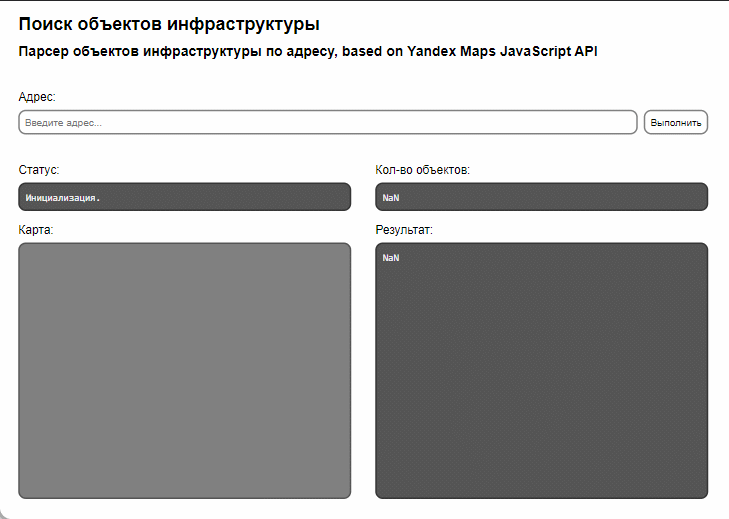 Поиск объектов инфраструктуры
Парсер объектов инфраструктуры по адресу, based on Yandex Maps JavaScript API
Адрес:
Введите адрес...
Выполнить
Статус:
Кол-во объектов:
Инициализация.
NaN
Карта:
Результат:
NaN